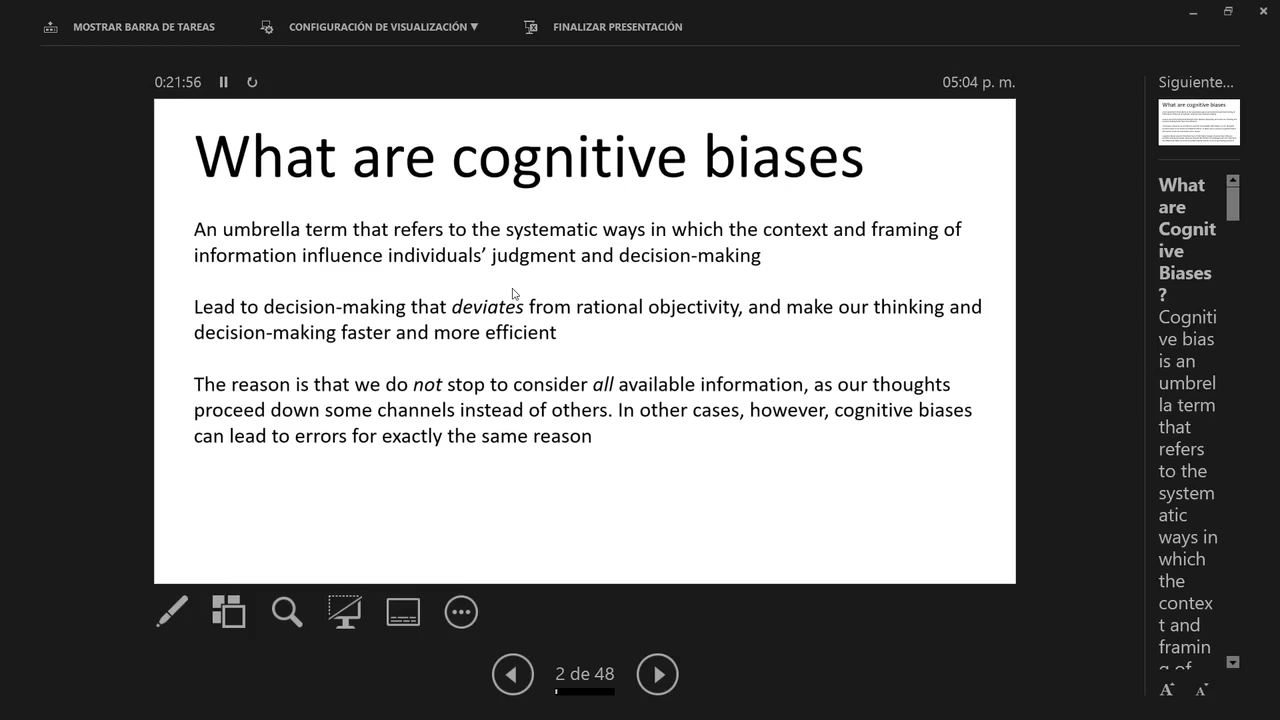 MOSTRAR BARRA DE TAREAS
CONFIGURACIÓN DE VISUALIZACIÓN ▼
FINALIZAR PRESENTACIÓN
0:21:56
05:04 p. m.
What are cognitive biases
An umbrella term that refers to the systematic ways in which the context and framing of
information influence individuals’ judgment and decision-making
Lead to decision-making that deviates from rational objectivity, and make our thinking and
decision-making faster and more efficient
The reason is that we do not stop to consider all available information, as our thoughts
proceed down some channels instead of others. In other cases, however, cognitive biases
can lead to errors for exactly the same reason
2 de 48
Siguiente...
What are cognitive biases
What
are
Cognit
ive
Biases
?
Cogniti
ve bias
is an
umbrel
la term
that
refers
to the
system
atic
ways in
which
the
contex
t and
framin
g of
A A